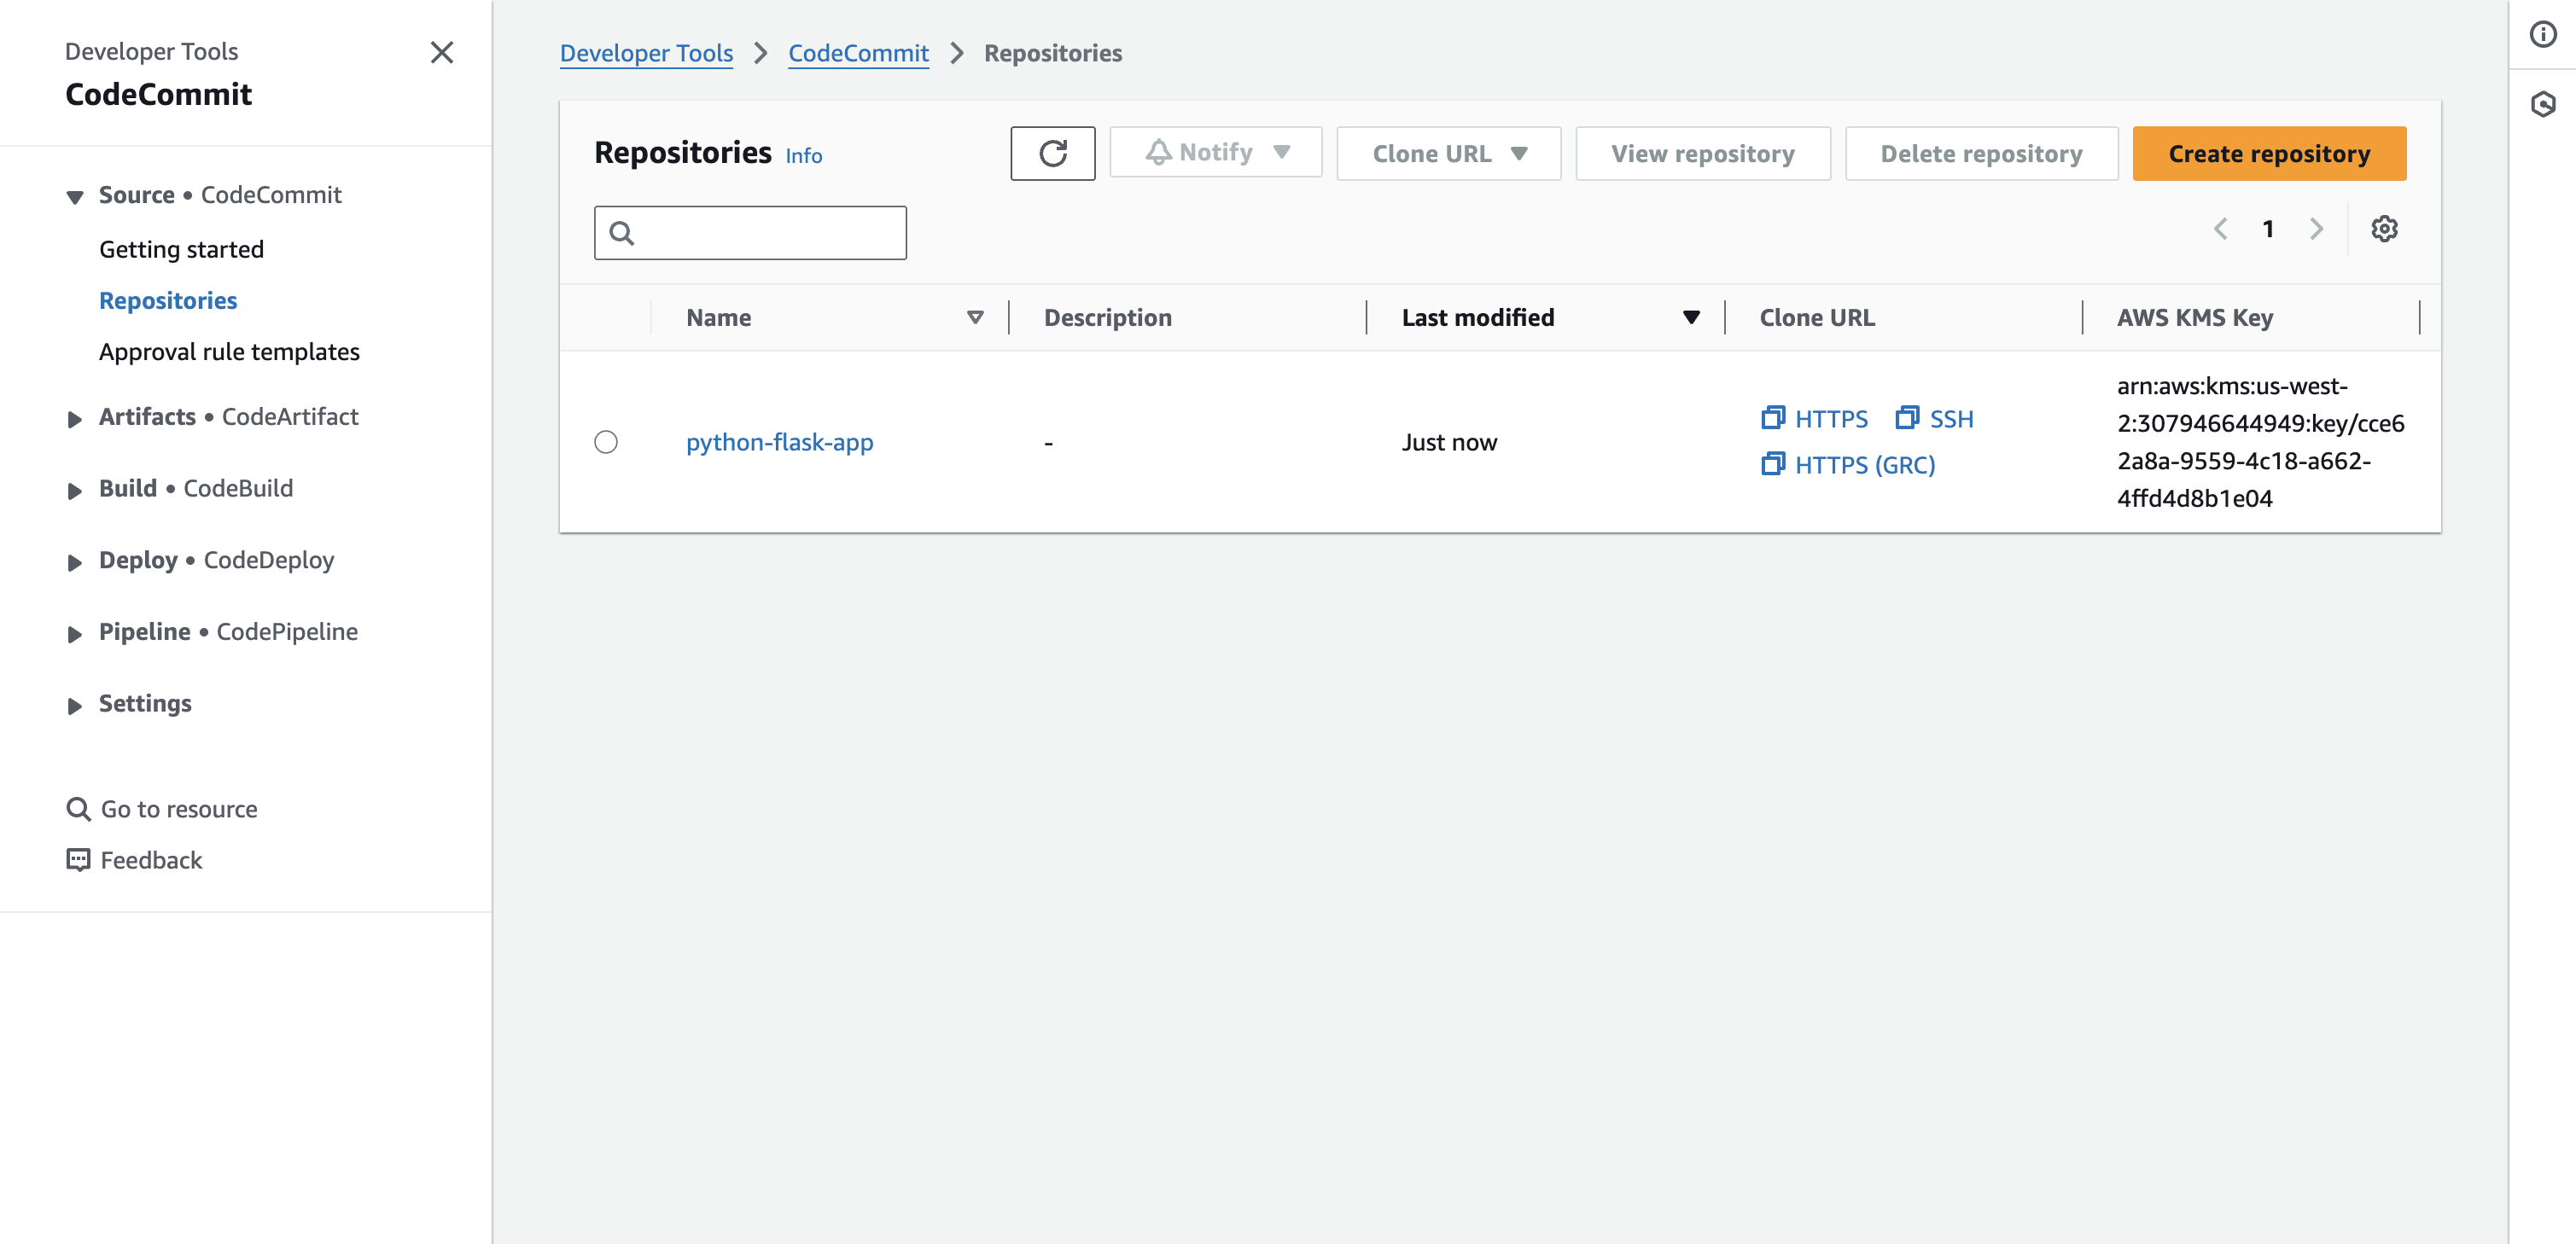 Developer Tools
CodeCommit
Source • CodeCommit
Getting started
Repositories
Approval rule templates
Artifacts • CodeArtifact
Build • CodeBuild
Deploy • CodeDeploy
Pipeline • CodePipeline
Settings
Go to resource
Feedback
Developer Tools > CodeCommit > Repositories
Repositories Info
Notify Clone URL View repository Delete repository Create repository
1
Name Description Last modified Clone URL AWS KMS Key
python-flask-app - Just now
HTTPS SSH
HTTPS (GRC)
arn:aws:kms:us-west-
2:307946644949:key/cce6
2a8a-9559-4c18-a662-
4ffd4d8b1e04